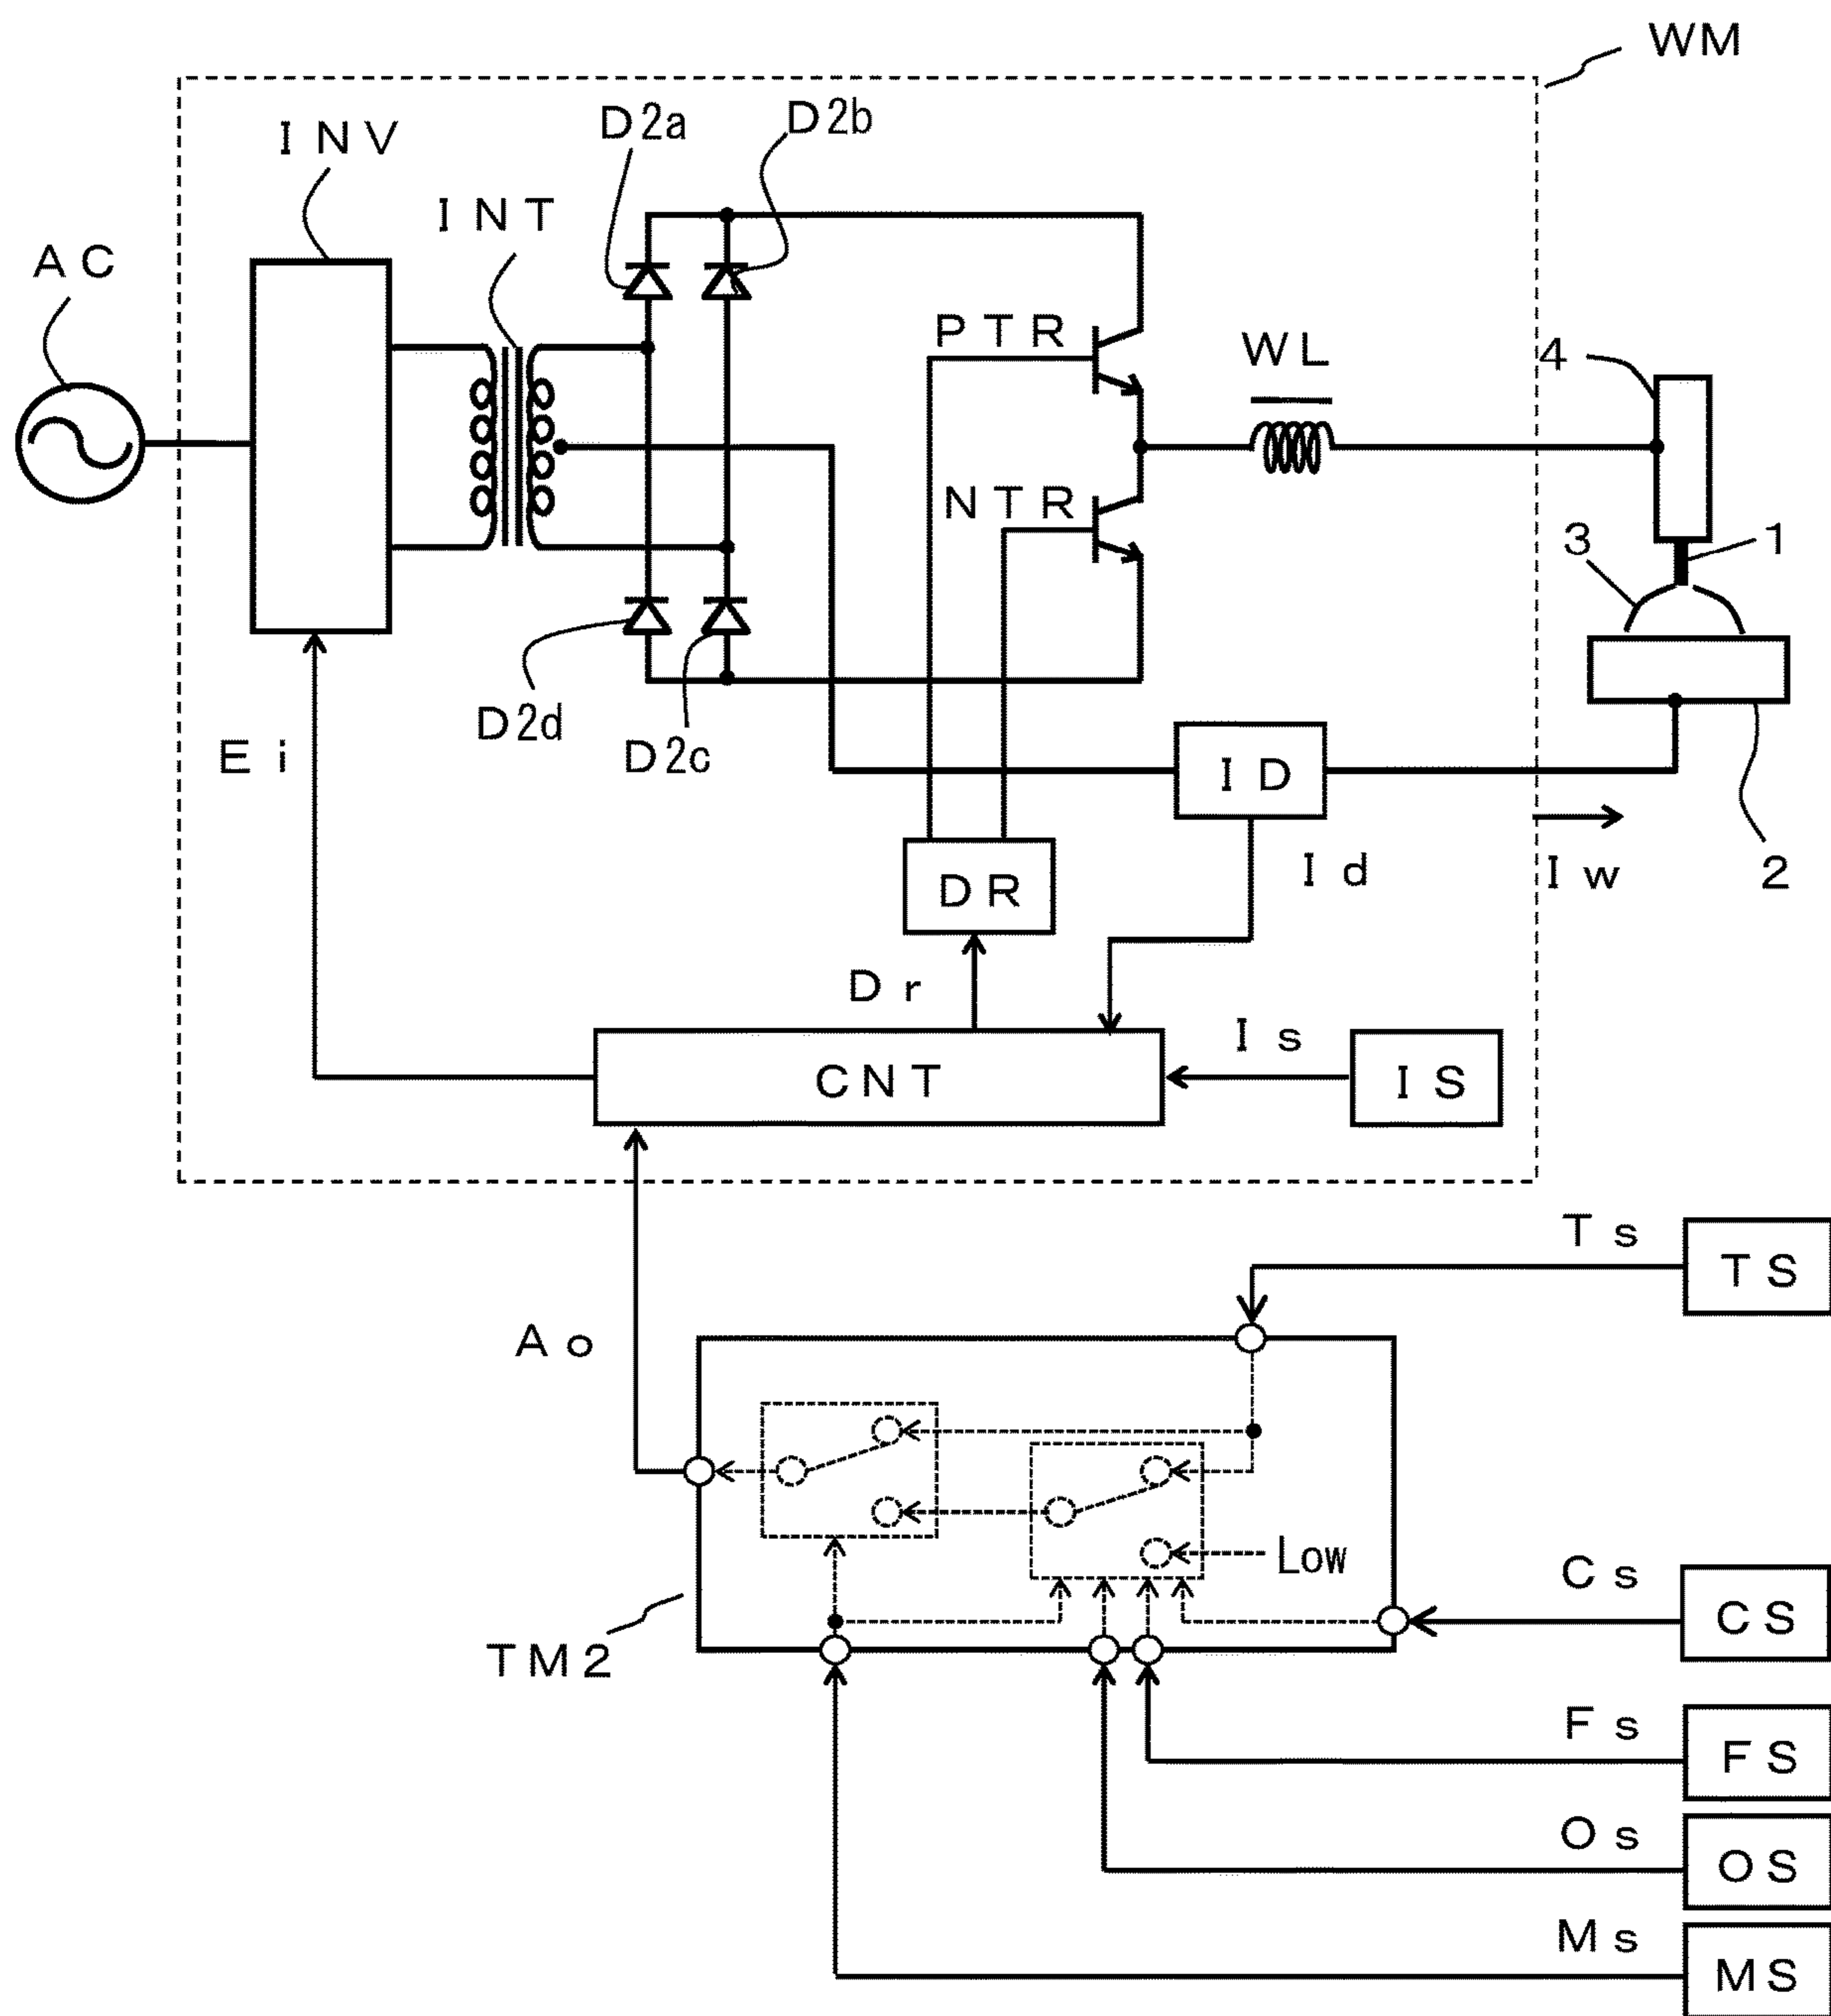 WM
D2a
D2b
INV
INT
AC
PTR
WL
4
NTR
3
1
D2d
D2c
Ei
ID
Id
Iw
2
DR
Dr
Is
CNT
IS
Ts
TS
Ao
Low
Cs
CS
TM2
Fs
FS
Os
OS
Ms
MS